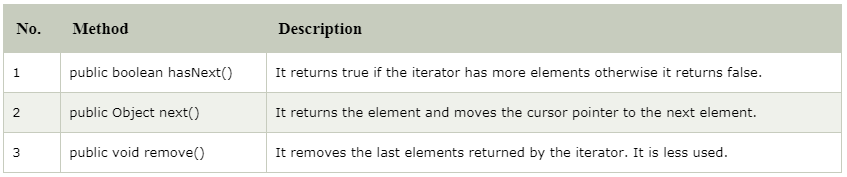 No. Method Description
1 public boolean hasNext() It returns true if the iterator has more elements otherwise it returns false.
2 public Object next() It returns the element and moves the cursor pointer to the next element.
3 public void remove() It removes the last elements returned by the iterator. It is less used.